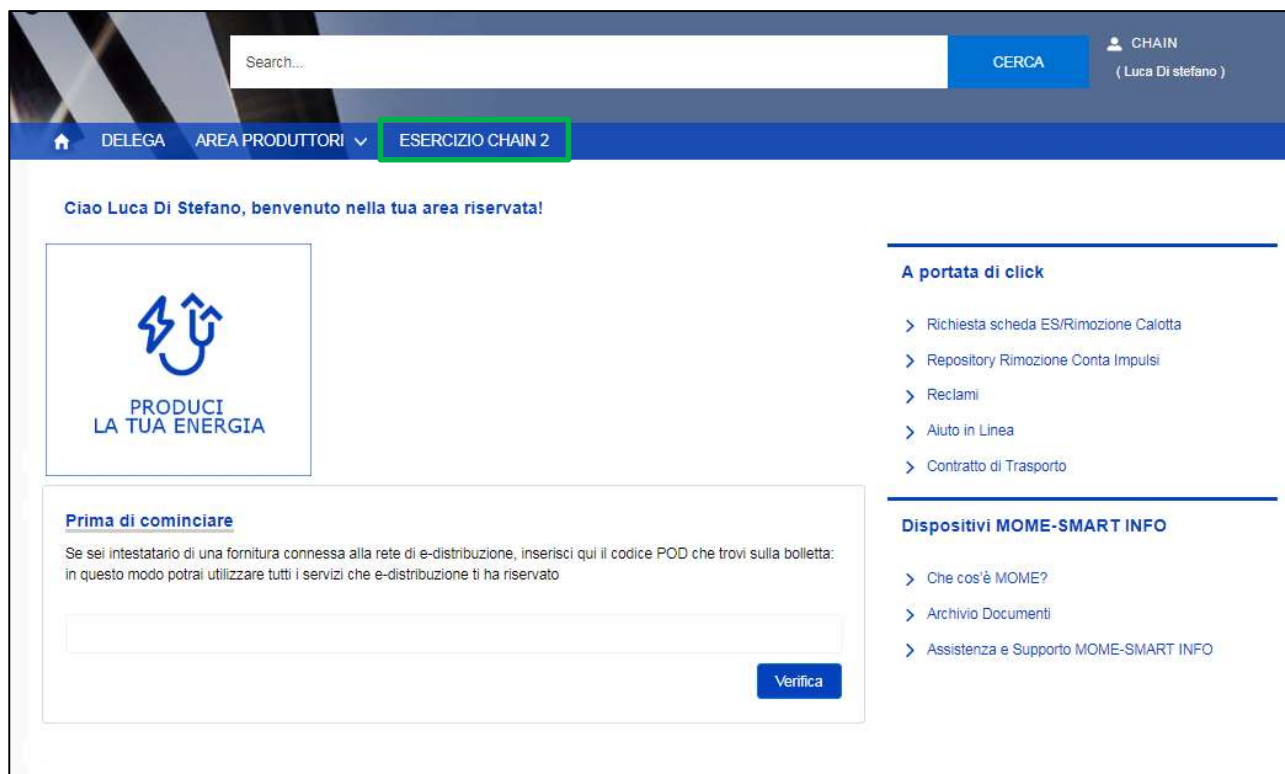 Search...
CERCA
CHAIN
( Luca Di stefano )
DELEGA AREA PRODUTTORI ESERCIZIO CHAIN 2
Ciao Luca Di Stefano, benvenuto nella tua area riservata!
PRODUCI
LA TUA ENERGIA
Prima di cominciare
Se sei intestatario di una fornitura connessa alla rete di e-distribuzione, inserisci qui il codice POD che trovi sulla bolletta:
in questo modo potrai utilizzare tutti i servizi che e-distribuzione ti ha riservato
Verifica
A portata di click
Richiesta scheda ES/Rimozione Calotta
Repository Rimozione Conta Impulsi
Reclami
Aiuto in Linea
Contratto di Trasporto
Dispositivi MOME-SMART INFO
Che cos'è MOME?
Archivio Documenti
Assistenza e Supporto MOME-SMART INFO